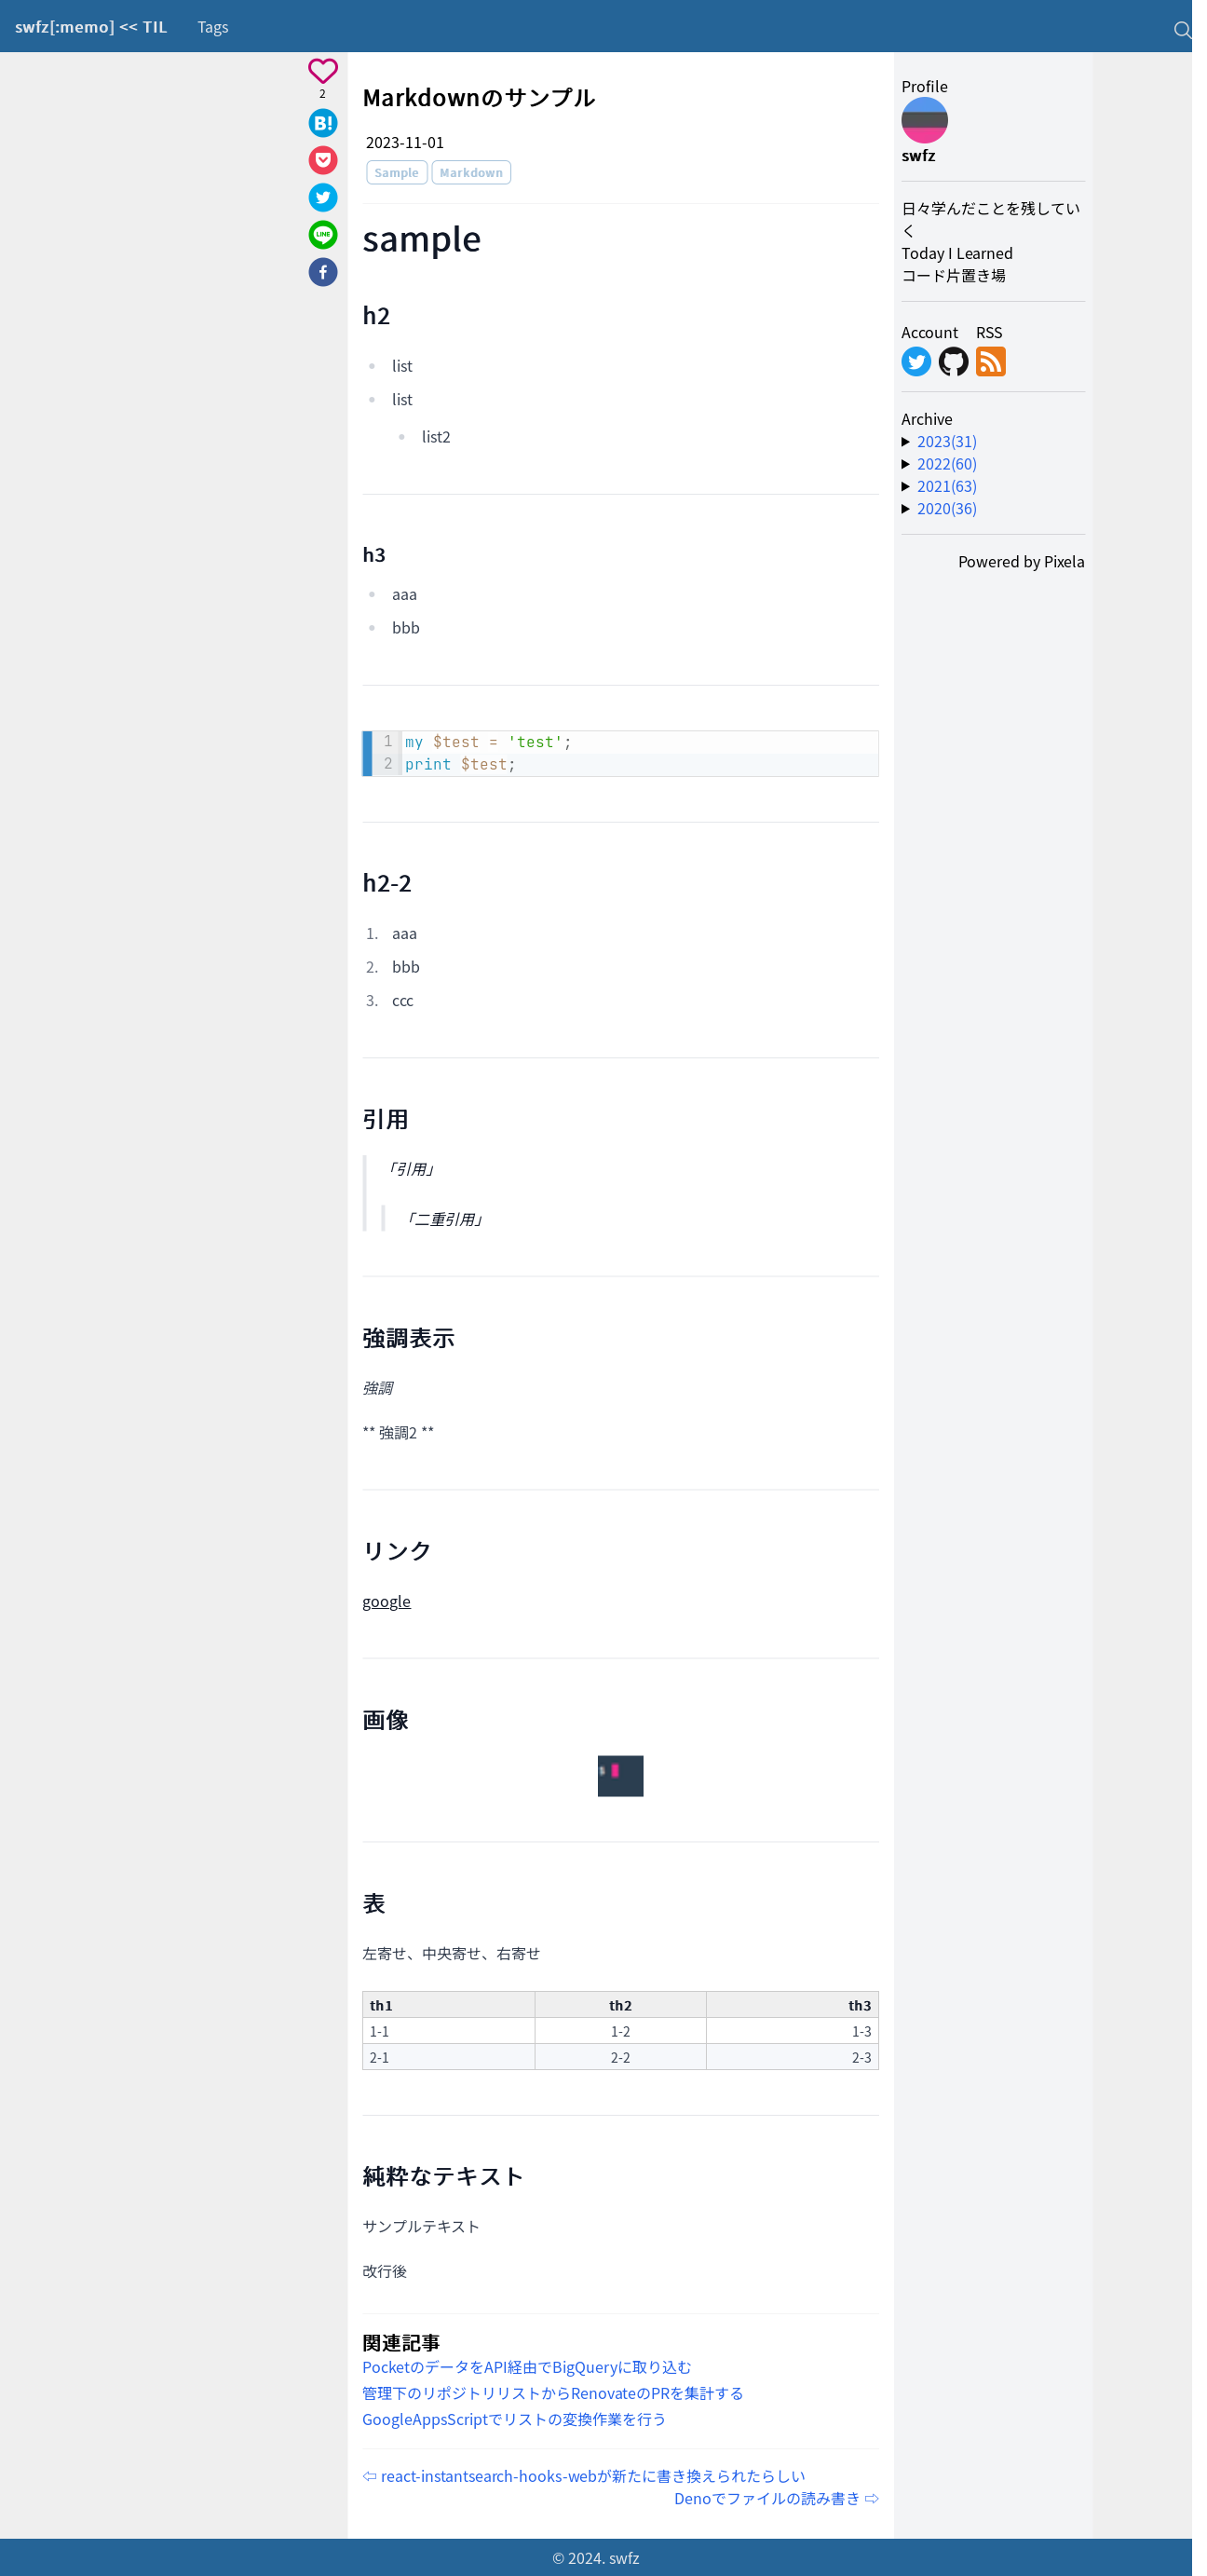 swfz[:memo] << TIL Tags
2
B!
LINE
Markdownのサンプル
2023-11-01
Sample Markdown
sample
h2
list
list
list2
h3
aaa
bbb
1 my $test = 'test';
2 print $test;
h2-2
1. aaa
2. bbb
3. ccc
引用
「引用」
「二重引用」
強調表示
強調
** 強調2 **
リンク
google
画像
$
表
左寄せ、中央寄せ、右寄せ
th1 th2 th3
1-1 1-2 1-3
2-1 2-2 2-3
純粋なテキスト
サンプルテキスト
改行後
関連記事
PocketのデータをAPI経由でBigQueryに取り込む
管理下のリポジトリリストからRenovateのPRを集計する
GoogleAppsScriptでリストの変換作業を行う
⇦ react-instantsearch-hooks-webが新たに書き換えられたらしい
Denoでファイルの読み書き ⇨
Profile
swfz
日々学んだことを残してい
く
Today I Learned
コード片置き場
Account RSS
Archive
2023(31)
2022(60)
2021(63)
2020(36)
Powered by Pixela
© 2024. swfz